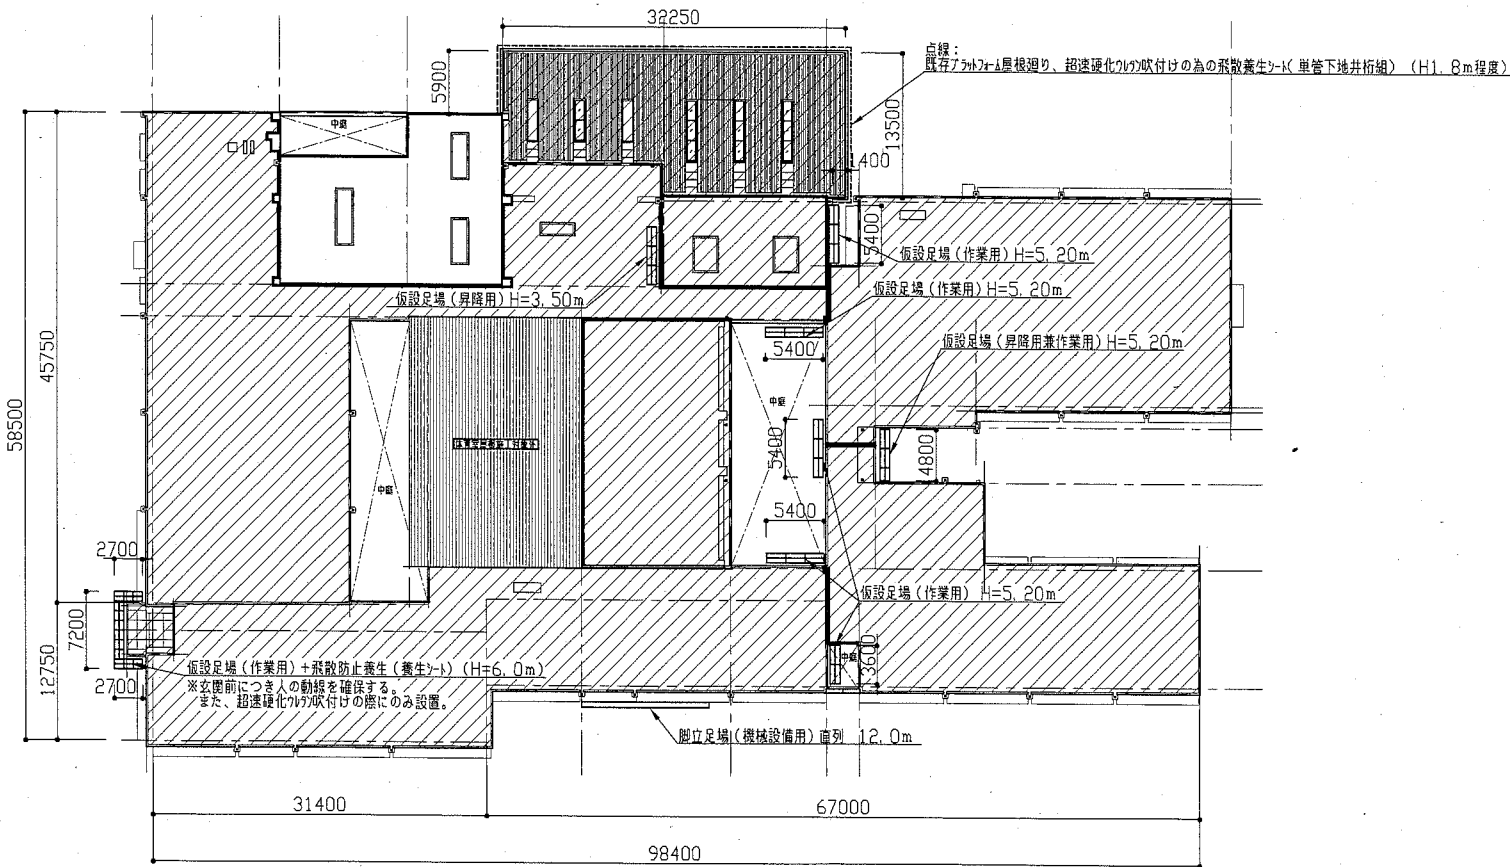 32250
点線：
既存プラットフォーム屋根廻り、超速硬化ウレタン吹付けの為の飛散養生シート(単管下地井桁組) (H1.8m程度)
5900
13500
1400
中庭
5400
仮設足場(作業用)H=5,20m
仮設足場(昇降用)H=3,50m
仮設足場(作業用)H=5,20m
5400
仮設足場(昇降用兼作業用)H=5,20m
45750
58500
中庭
5400
4800
中庭
5400
2700
仮設足場(作業用) H=5,20m
7200
12750
3600
中庭
仮設足場(作業用)+飛散防止養生(養生シート) (H=6,0m)
※玄関前につき人の動線を確保する。
また、超速硬化ウレタン吹付けの際にのみ設置。
2700
脚立足場(機械設備用)直列 12,0m
31400
67000
98400